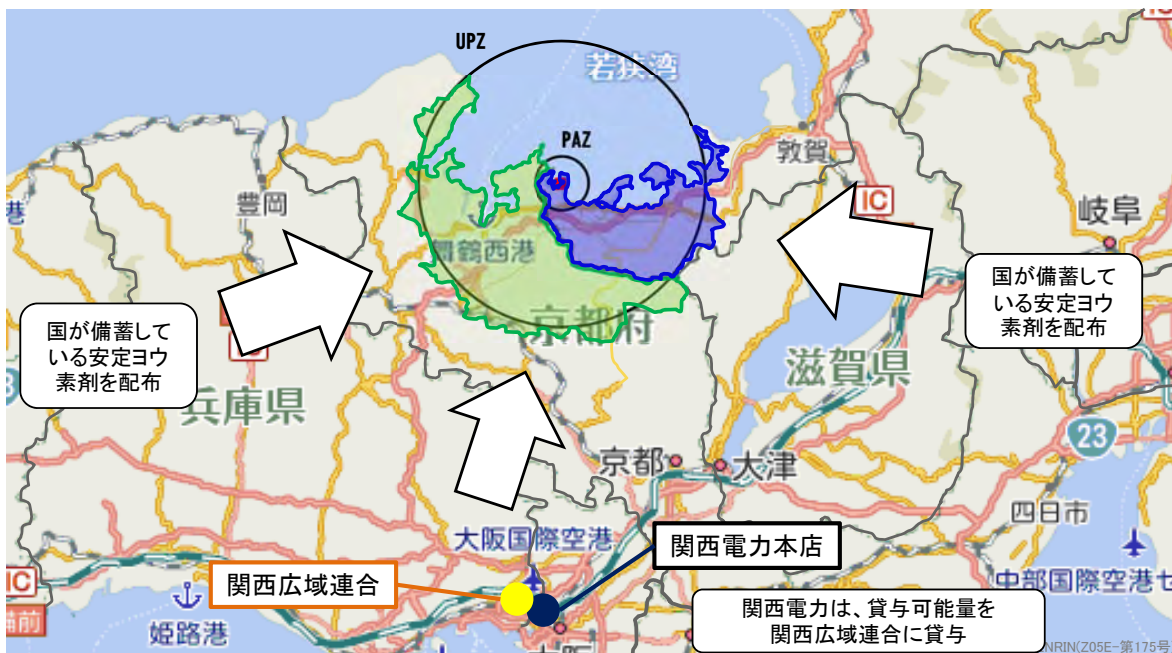 UPZ
若狭湾
PAZ
敦賀
IC
豊岡
岐阜
港
舞鶴西港
国が備蓄して
いる安定ヨウ
素剤を配布
国が備蓄して
いる安定ヨウ
素剤を配布
京都府
滋賀県
兵庫県
23
京都
大津
四日市
大阪国際空港
関西電力本店
中部国際空港セ
関西広域連合
IC
備前
姫路港
関西電力は、貸与可能量を
関西広域連合に貸与
大阪
NRIN(Z05E-第175号